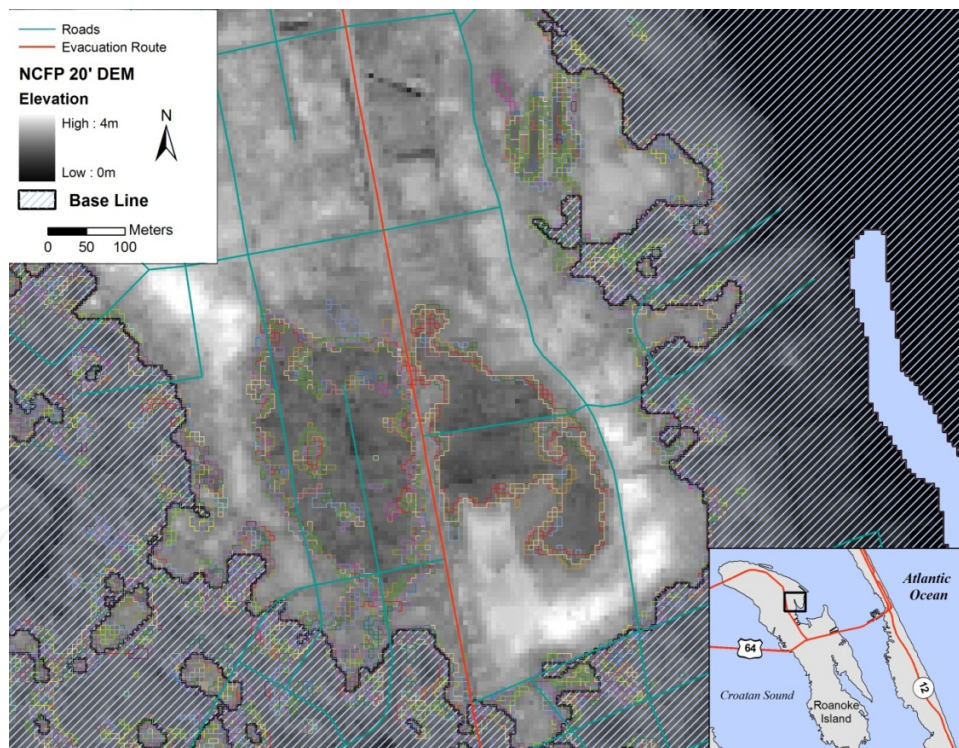 Roads
Evacuation Route
NCFP 20' DEM
Elevation
High : 4m
Low : 0m
N
Base Line
Meters
0 50 100
Atlantic
Ocean
64
12
Croatan Sound
Roanoke
Island